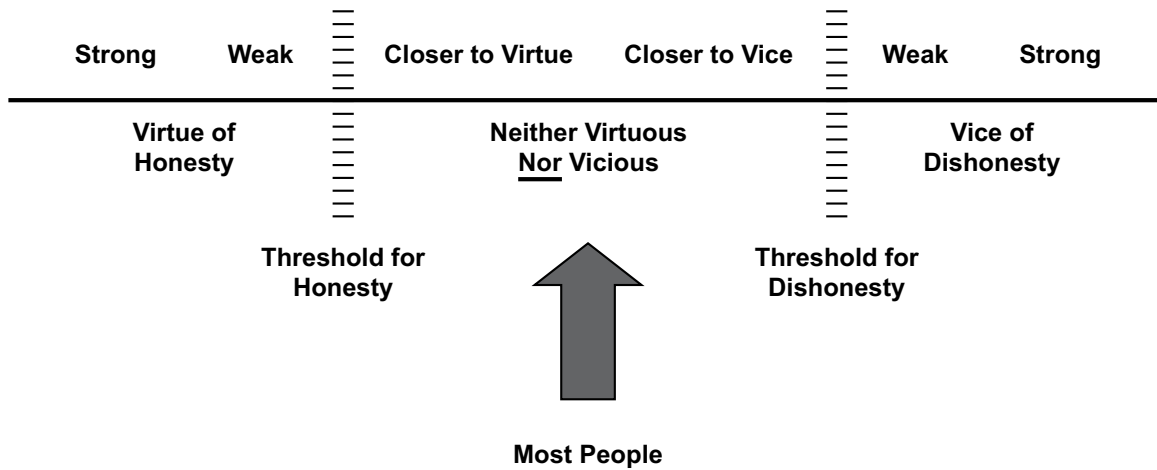 Strong Weak Closer to Virtue Closer to Vice Weak Strong
Virtue of Neither Virtuous Vice of
Honesty Nor Vicious Dishonesty
Threshold for Threshold for
Honesty Dishonesty
Most People